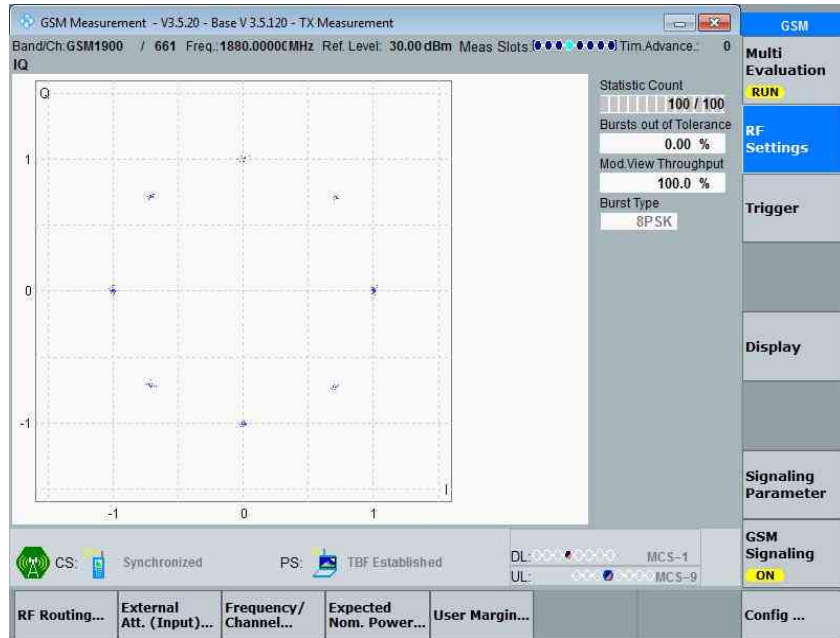 GSM Measurement - V3.5.20 - Base V 3.5.120 - TX Measurement
GSM
Band/Ch:GSM1900 / 661 Freq.:1880.0000(MHz Ref. Level: 30.00 dBm Meas Slots: Tim.Advance.: 0
IQ
Multi
Evaluation
RUN
RF
Settings
Trigger
Display
Signaling
Parameter
GSM
Signaling
ON
Config ...
Q
1
0
-1
-1
0
1
I
Statistic Count
100 / 100
Bursts out of Tolerance
0.00 %
Mod.View Throughput
100.0 %
Burst Type
8PSK
CS: Synchronized PS: TBF Established
DL: MCS-1
UL: MCS-9
RF Routing...
External
Att. (Input)...
Frequency/
Channel...
Expected
Nom. Power...
User Margin...